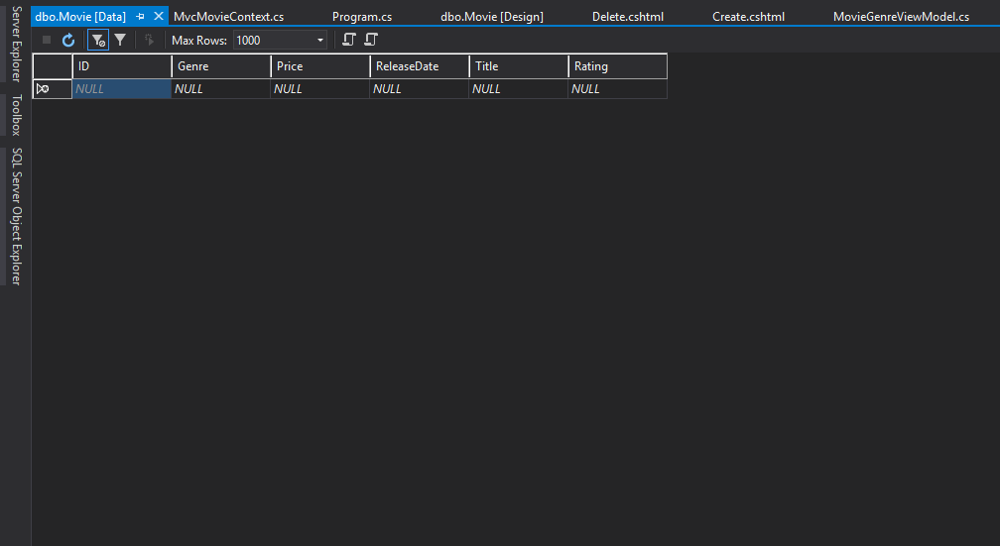 dbo.Movie [Data] MvcMovieContext.cs Program.cs dbo.Movie [Design] Delete.cshtml Create.cshtml MovieGenreViewModel.cs
Server Explorer
Toolbox
SQL Server Object Explorer
Max Rows: 1000
ID Genre Price ReleaseDate Title Rating
NULL NULL NULL NULL NULL NULL